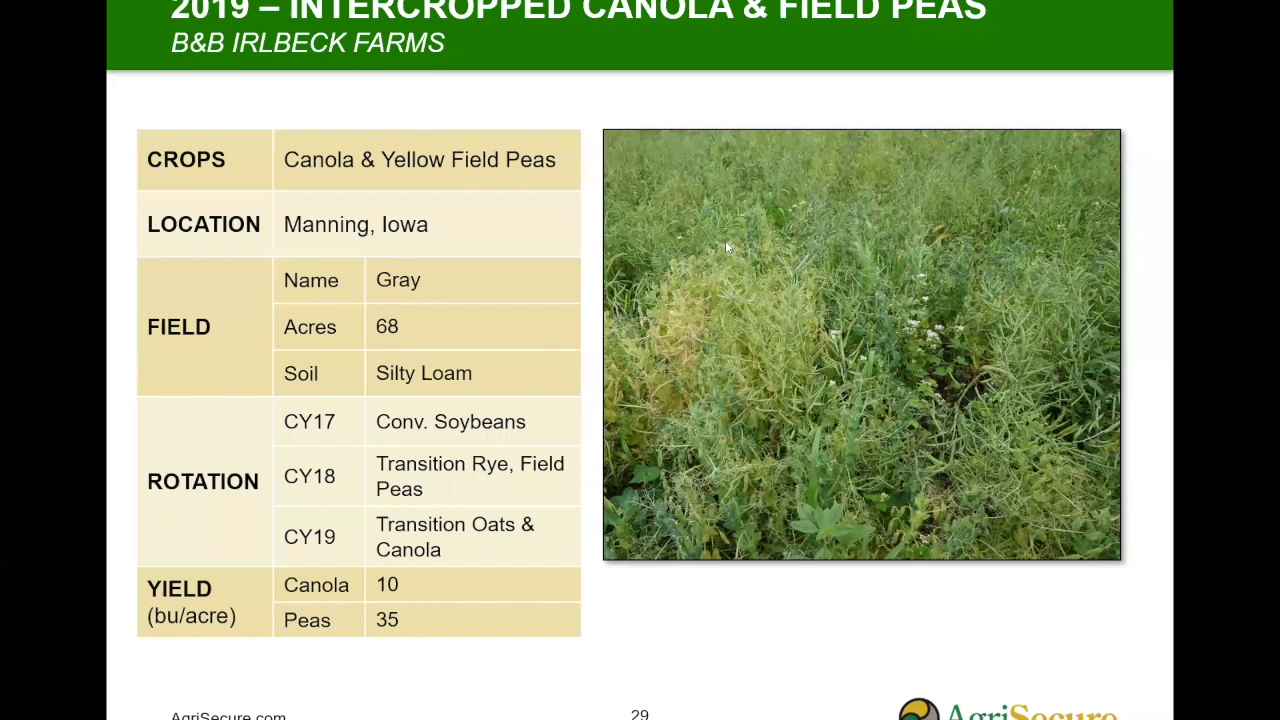 2019 – INTERCROPPED CANOLA & FIELD PEAS
B&B IRLBECK FARMS
CROPS Canola & Yellow Field Peas
LOCATION Manning, Iowa
FIELD
Name Gray
Acres 68
Soil Silty Loam
ROTATION
CY17 Conv. Soybeans
CY18 Transition Rye, Field
Peas
CY19 Transition Oats &
Canola
YIELD
(bu/acre)
Canola 10
Peas 35
AgriSecure.com
29
AgriSecure